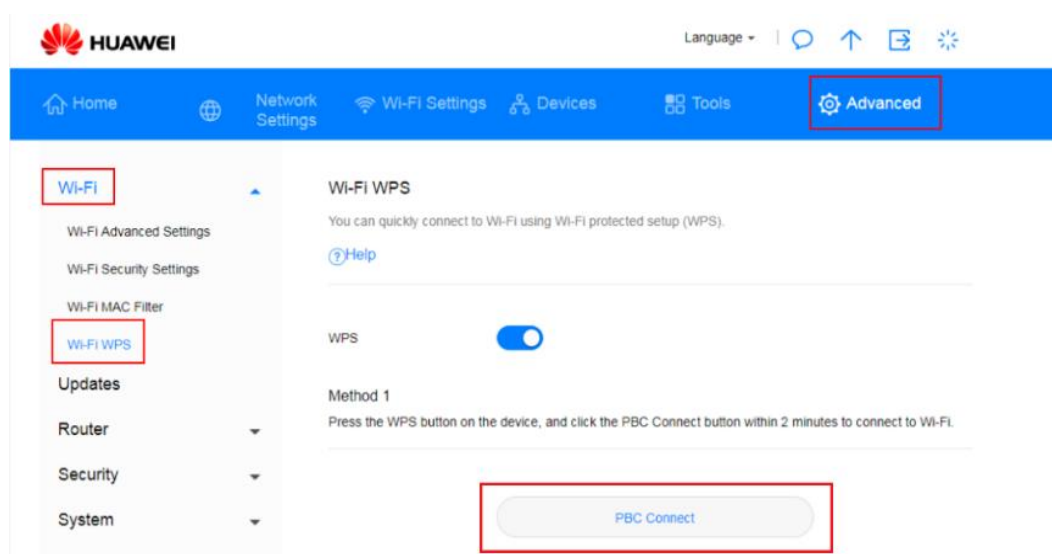 HUAWEI
Language
Home
Network
Settings
Wi-Fi Settings
Devices
Tools
Advanced
Wi-Fi
Wi-Fi Advanced Settings
Wi-Fi Security Settings
Wi-Fi MAC Filter
Wi-Fi WPS
Updates
Router
Security
System
Wi-Fi WPS
You can quickly connect to Wi-Fi using Wi-Fi protected setup (WPS).
?Help
WPS
Method 1
Press the WPS button on the device, and click the PBC Connect button within 2 minutes to connect to Wi-Fi.
PBC Connect